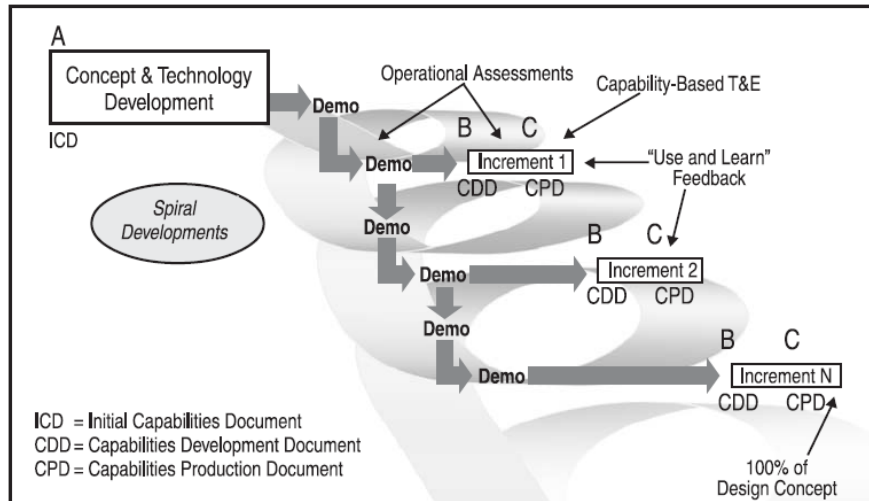 A
Concept & Technology
Development
ICD
Operational Assessments
Capability-Based T&E
Demo
B
C
Demo
Increment 1
CDD
CPD
"Use and Learn"
Feedback
Spiral
Developments
Demo
B
C
Demo
Increment 2
CDD
CPD
Demo
B
C
Demo
Increment N
CDD
CPD
ICD = Initial Capabilities Document
CDD = Capabilities Development Document
CPD = Capabilities Production Document
100% of
Design Concept